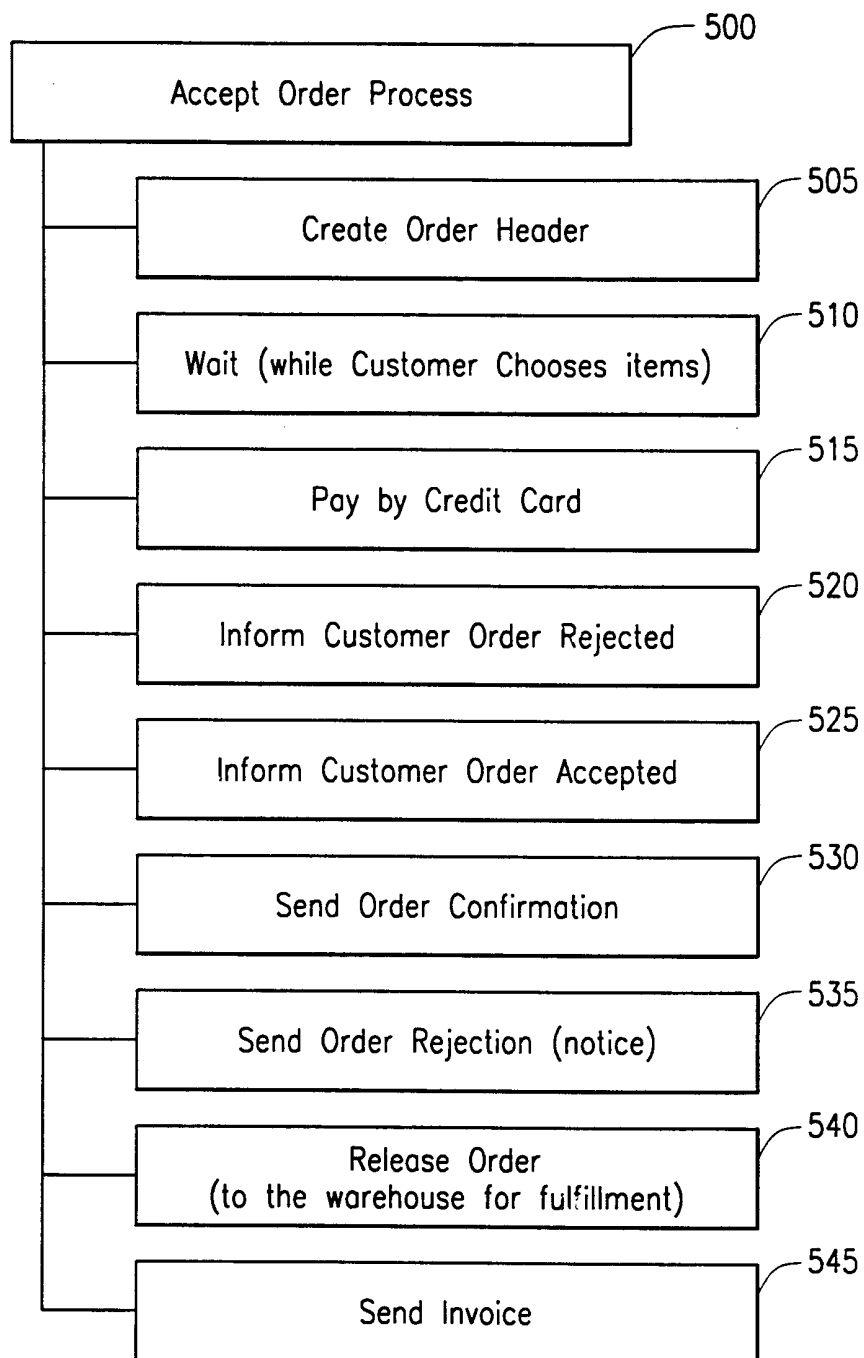 500
Accept Order Process
505
Create Order Header
510
Wait (while Customer Chooses items)
515
Pay by Credit Card
520
Inform Customer Order Rejected
525
Inform Customer Order Accepted
530
Send Order Confirmation
535
Send Order Rejection (notice)
540
Release Order
(to the warehouse for fulfillment)
545
Send Invoice